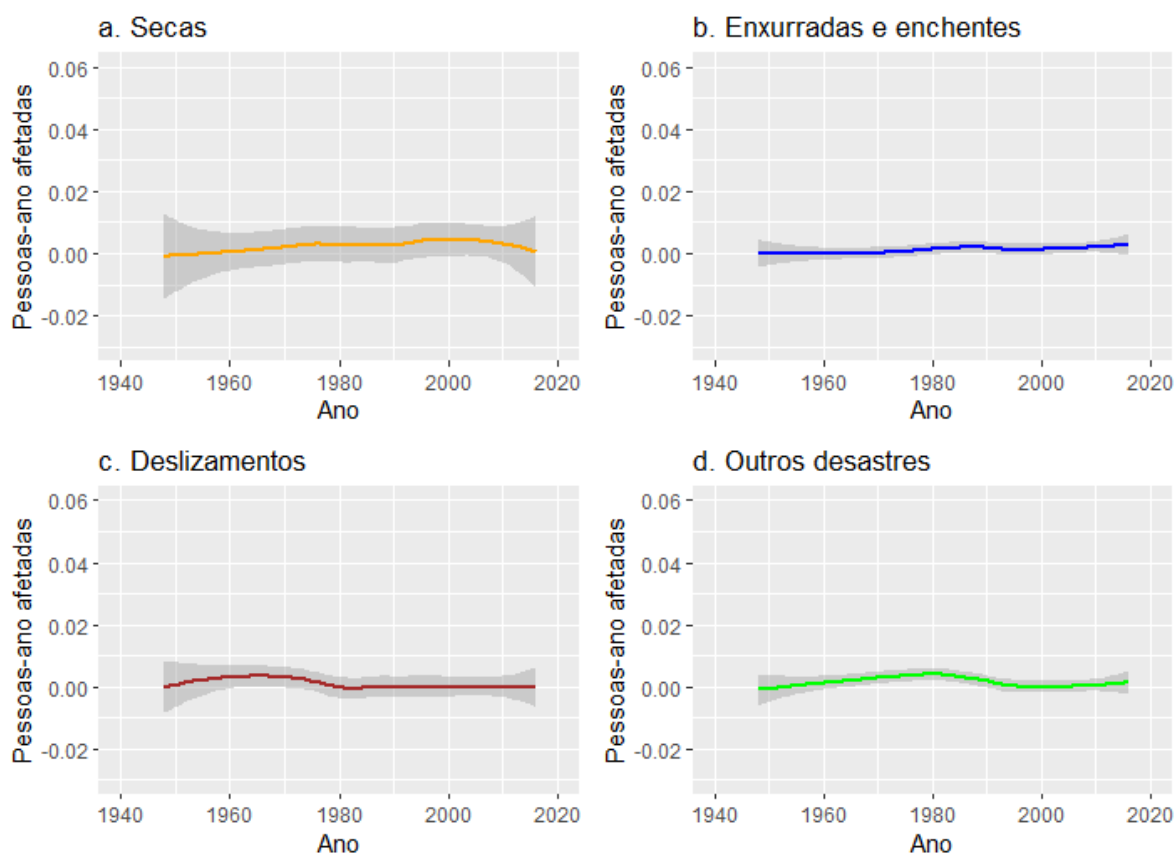 a. Secas
Pessoas-ano afetadas
0.06
0.04
0.02
0.00
-0.02
1940 1960 1980 2000 2020
Ano
b. Enxurradas e enchentes
Pessoas-ano afetadas
0.06
0.04
0.02
0.00
-0.02
1940 1960 1980 2000 2020
Ano
c. Deslizamentos
Pessoas-ano afetadas
0.06
0.04
0.02
0.00
-0.02
1940 1960 1980 2000 2020
Ano
d. Outros desastres
Pessoas-ano afetadas
0.06
0.04
0.02
0.00
-0.02
1940 1960 1980 2000 2020
Ano